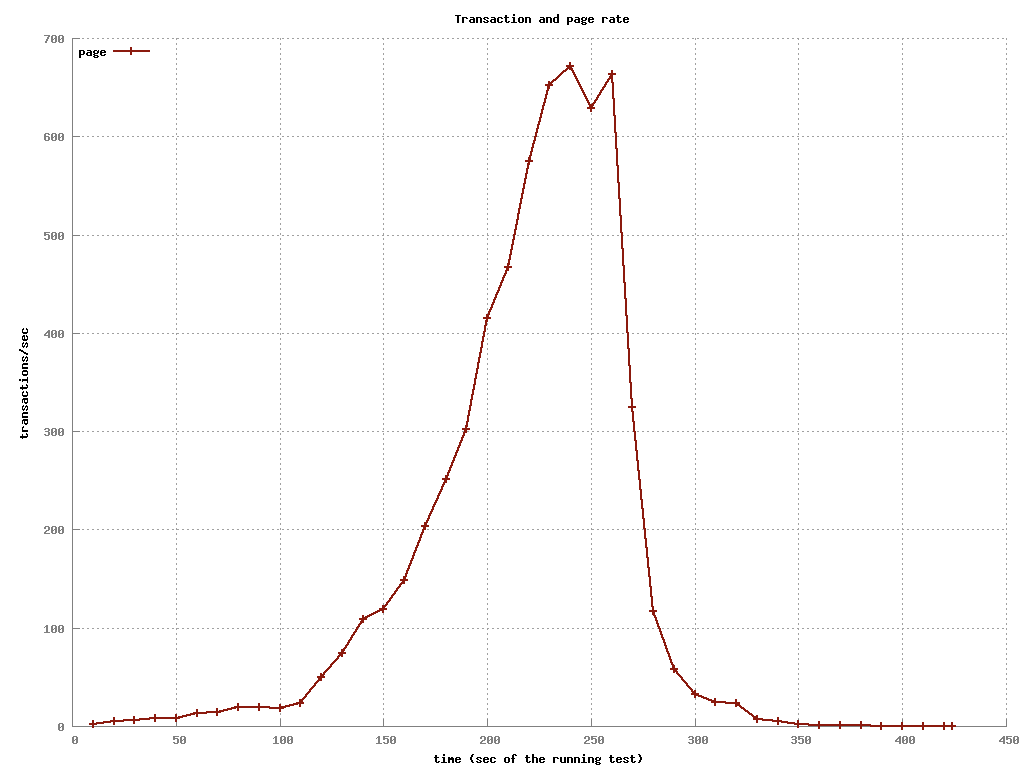 Transaction and page rate
700
page
600
500
400
transactions/sec
300
200
100
0
0 50 100 150 200 250 300 350 400 450
time (sec of the running test)